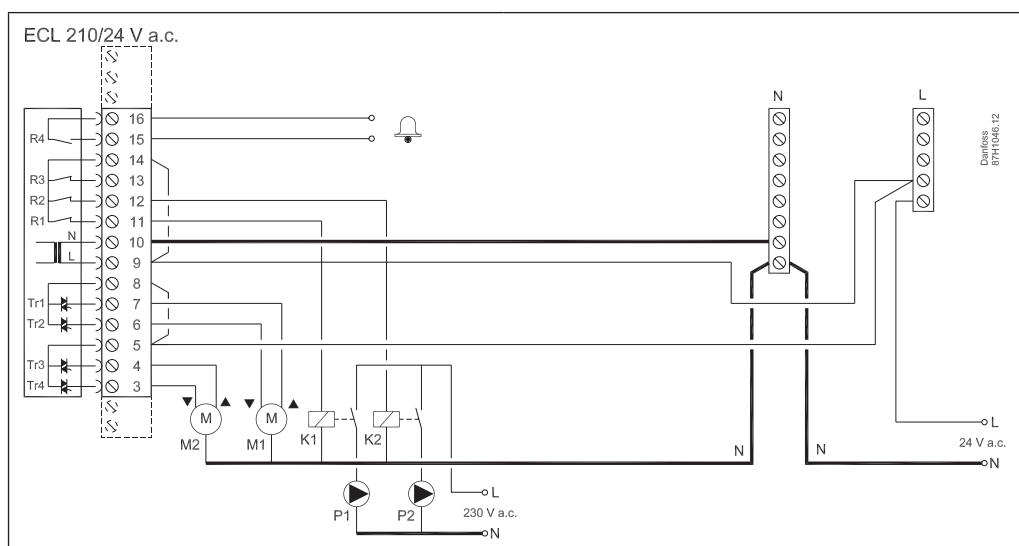 ECL 210/24 V a.c.
N
L
Danfoss
87H1046.12
16
R4
15
14
R3
13
R2
12
R1
11
N
10
L
9
8
Tr1
7
Tr2
6
5
Tr3
4
Tr4
3
M
M
M2
M1
K1
K2
N
N
L
24 V a.c.
N
P1
P2
L
230 V a.c.
N